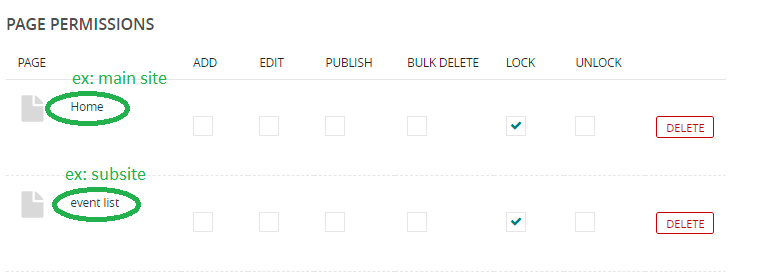 PAGE PERMISSIONS
PAGE ADD EDIT PUBLISH BULK DELETE LOCK UNLOCK
ex: main site
Home
DELETE
ex: subsite
event list
DELETE